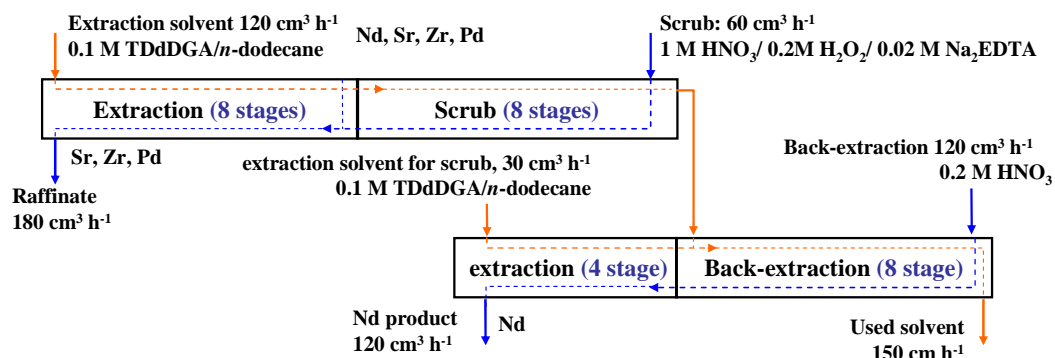 Extraction solvent 120 cm³ h⁻¹
0.1 M TDdDGA/n-dodecane
Nd, Sr, Zr, Pd
Scrub: 60 cm³ h⁻¹
1 M HNO₃/ 0.2M H₂O₂/ 0.02 M Na₂EDTA
Extraction (8 stages)
Scrub (8 stages)
Sr, Zr, Pd
Raffinate
180 cm³ h⁻¹
extraction solvent for scrub, 30 cm³ h⁻¹
0.1 M TDdDGA/n-dodecane
Back-extraction 120 cm³ h⁻¹
0.2 M HNO₃
extraction (4 stage)
Back-extraction (8 stage)
Nd product
120 cm³ h⁻¹
Nd
Used solvent
150 cm h⁻¹